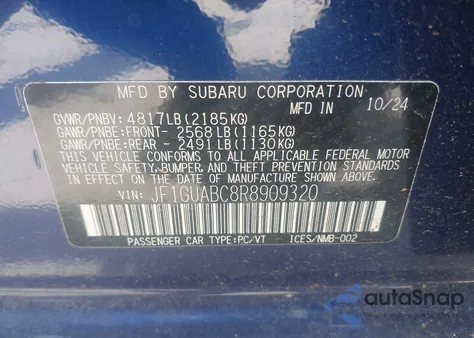 MFD BY SUBARU CORPORATION
GVWR/PNBV: 4817LB(2185KG) MFD IN 10/24
GAWR/PNBE:FRONT- 2568LB(1165KG)
GAWR/PNBE:REAR - 2491LB(1130KG)
THIS VEHICLE CONFORMS TO ALL APPLICABLE FEDERAL MOTOR
VEHICLE SAFETY, BUMPER, AND THEFT PREVENTION STANDARDS
IN EFFECT ON THE DATE OF MANUFACTURE SHOWN ABOVE.
VIN: JF1GUABC8R8909320
PASSENGER CAR TYPE:PC/VT ICES/NMB-002
autoSnap